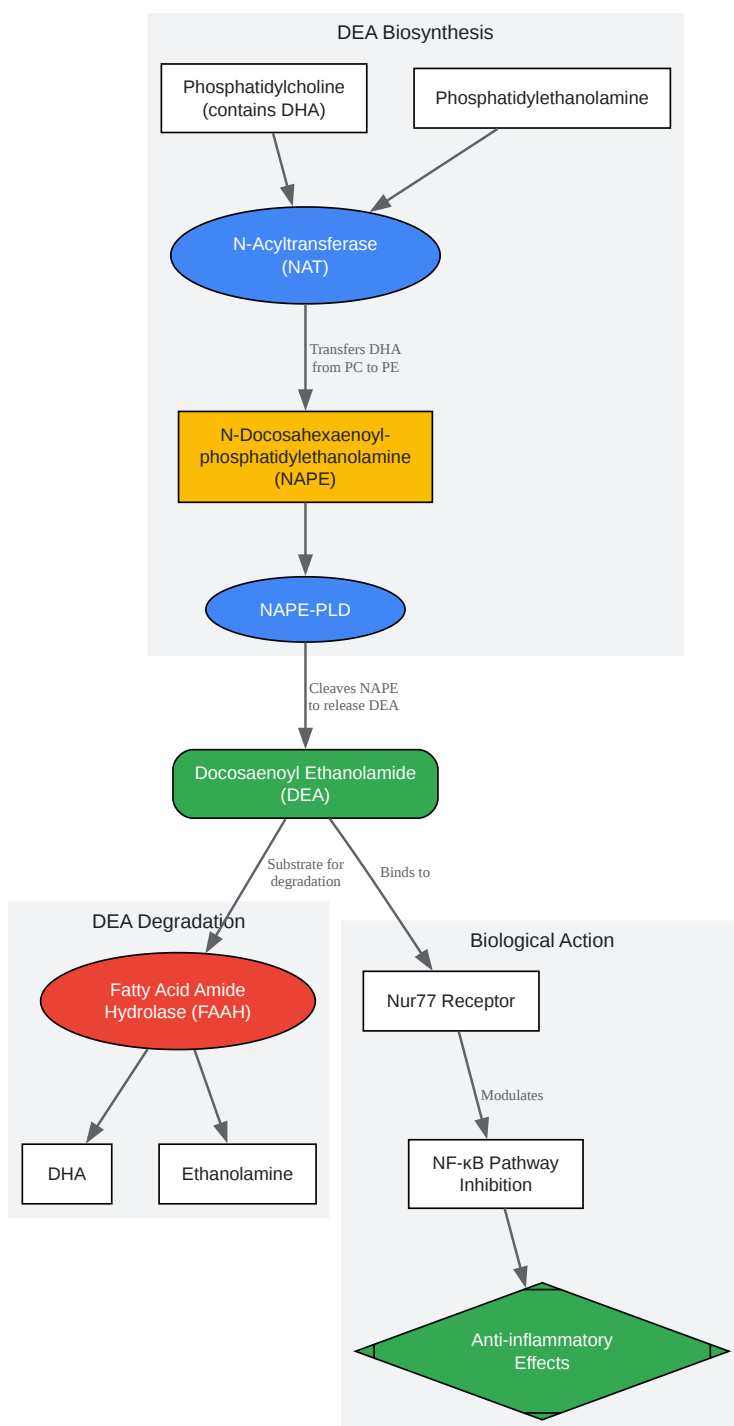 DEA Biosynthesis
Phosphatidylcholine
(contains DHA)
Phosphatidylethanolamine
N-Acyltransferase
(NAT)
Transfers DHA
from PC to PE
N-Docosahexaenoyl-
phosphatidylethanolamine
(NAPE)
NAPE-PLD
Cleaves NAPE
to release DEA
Docosaenoyl Ethanolamide
(DEA)
Substrate for
degradation
Binds to
DEA Degradation
Fatty Acid Amide
Hydrolase (FAAH)
DHA
Ethanolamine
Biological Action
Nur77 Receptor
Modulates
NF-κB Pathway
Inhibition
Anti-inflammatory
Effects